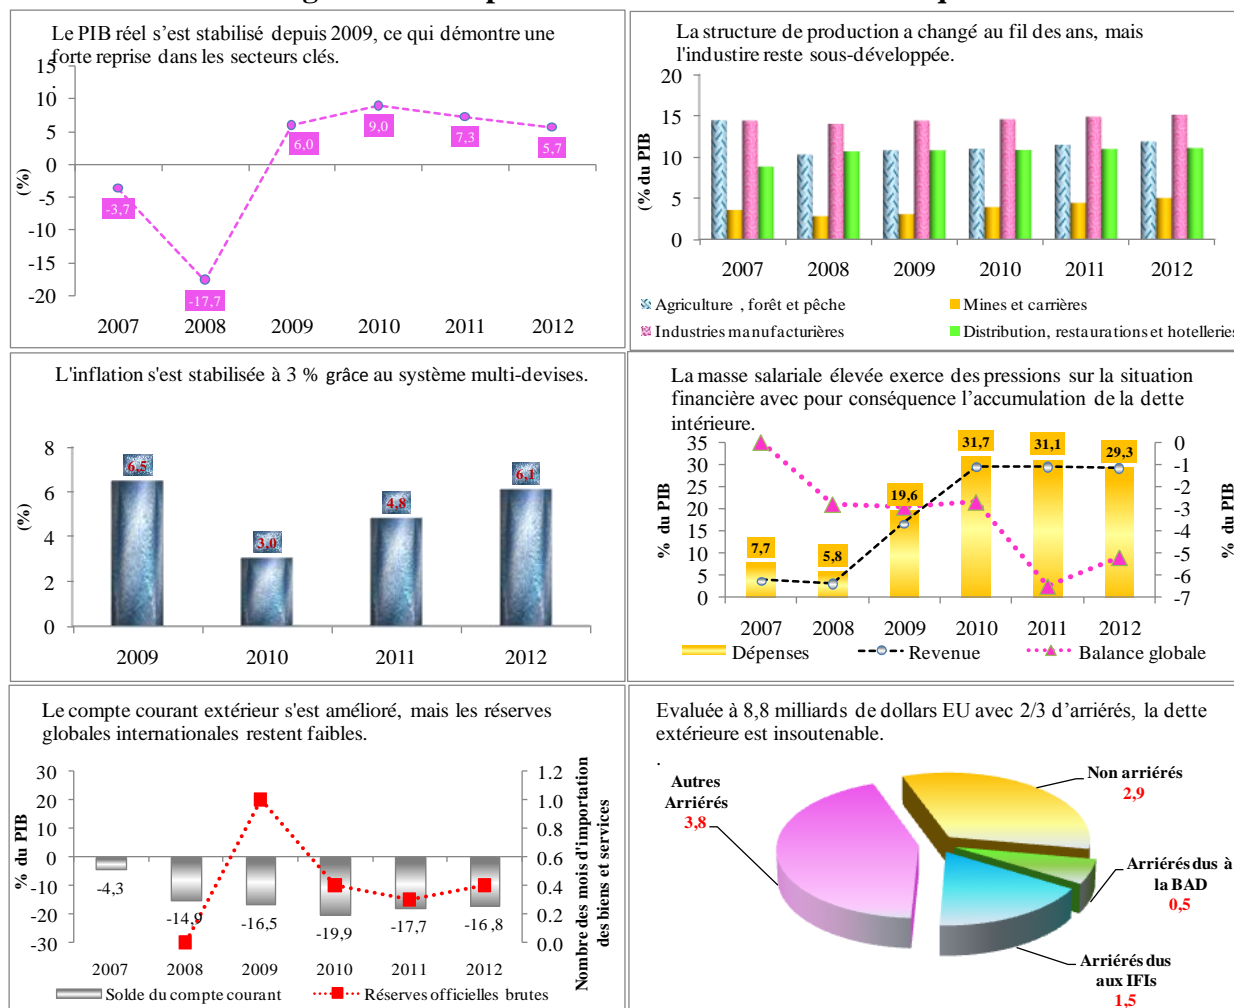 Le PIB réel s’est stabilisé depuis 2009, ce qui démontre une
forte reprise dans les secteurs clés.
.
15
10
5
0
-5
-10
-15
-20
(%)
-3,7
-17,7
6,0
9,0
7,3
5,7
2007 2008 2009 2010 2011 2012
La structure de production a changé au fil des ans, mais
l'industire reste sous-développée.
20
15
10
5
0
(% du PIB
2007 2008 2009 2010 2011 2012
Agriculture , forêt et pêche
Mines et carrières
Industries manufacturières
Distribution, restaurations et hotelleries
L'inflation s'est stabilisée à 3 % grâce au système multi-devises.
8
6
4
2
0
(%)
6,5
3,0
4,8
6,1
2009 2010 2011 2012
La masse salariale élevée exerce des pressions sur la situation
financière avec pour conséquence l’accumulation de la dette
intérieure.
35
30
25
20
15
10
5
0
% du PIB
7,7
5,8
19,6
31,7
31,1
29,3
0
-1
-2
-3
-4
-5
-6
-7
% du PIB
2007 2008 2009 2010 2011 2012
Dépenses
Revenue
Balance globale
Le compte courant extérieur s'est amélioré, mais les réserves
globales internationales restent faibles.
30
20
10
0
-10
-20
-30
% du PIB
-4,3
-14,9
-16,5
-19,9
-17,7
-16,8
1.2
1.0
0.8
0.6
0.4
0.2
0.0
Nombre des mois d'importation
des biens et services
2007 2008 2009 2010 2011 2012
Solde du compte courant
Réserves officielles brutes
Evaluée à 8,8 milliards de dollars EU avec 2/3 d’arriérés, la dette
extérieure est insoutenable.
.
Autres
Arriérés
3,8
Non arriérés
2,9
Arriérés dus à
la BAD
0,5
Arriérés dus
aux IFIs
1,5